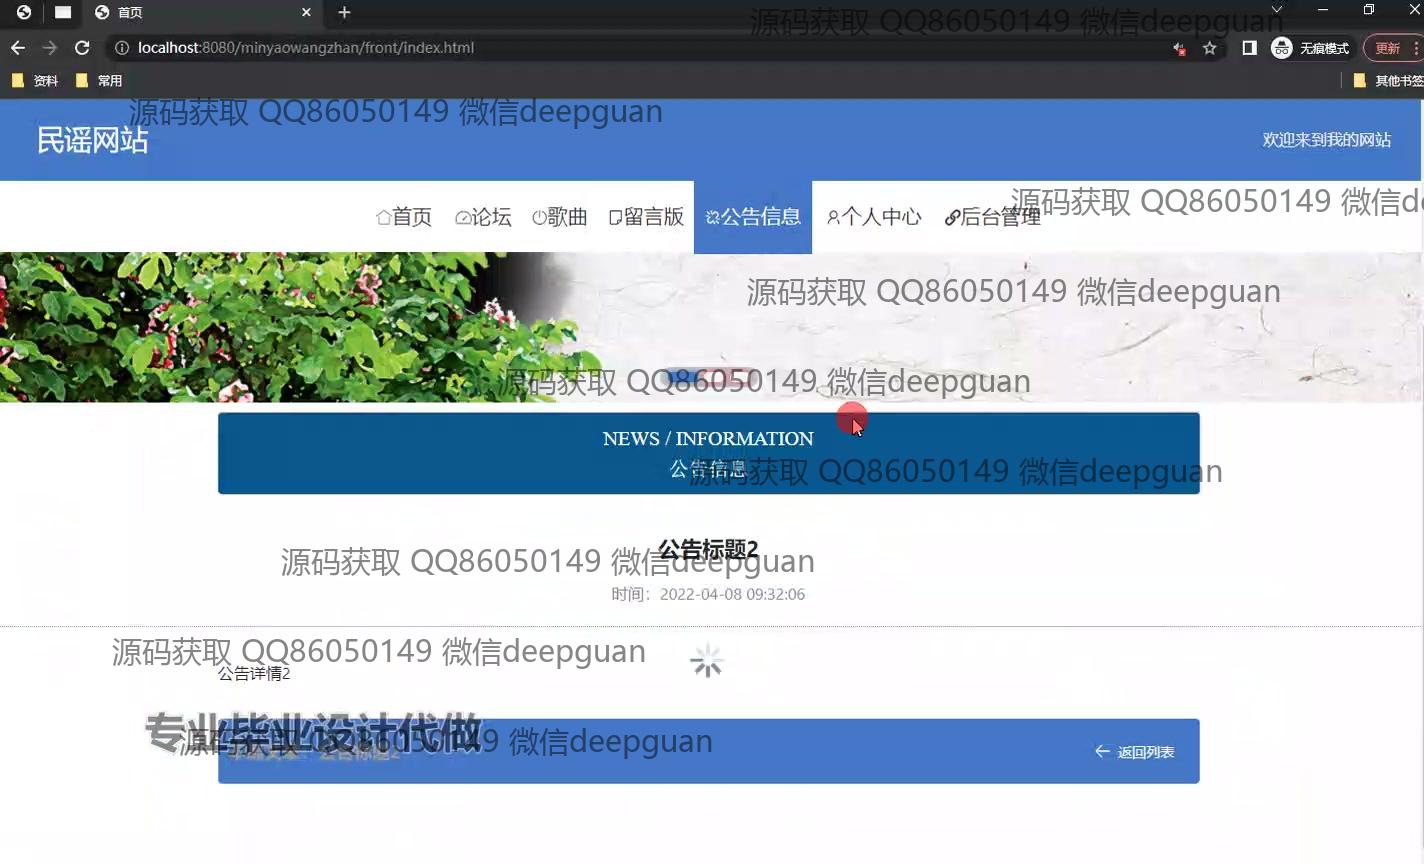 首页
localhost:8080/minyaowangzhan/front/index.html
无痕模式
更新
资料
常用
其他书签
源码获取 QQ86050149 微信deepguan
源码获取 QQ86050149 微信deepguan
民谣网站
欢迎来到我的网站
源码获取 QQ86050149 微信de
首页
论坛
歌曲
留言版
公告信息
个人中心
后台管理
源码获取 QQ86050149 微信deepguan
源码获取 QQ86050149 微信deepguan
NEWS / INFORMATION
公告信息
源码获取 QQ86050149 微信deepguan
公告标题2
源码获取 QQ86050149 微信deepguan
时间：2022-04-08 09:32:06
源码获取 QQ86050149 微信deepguan
公告详情2
专业毕业设计代做
源码获取 QQ86050149 微信deepguan
返回列表